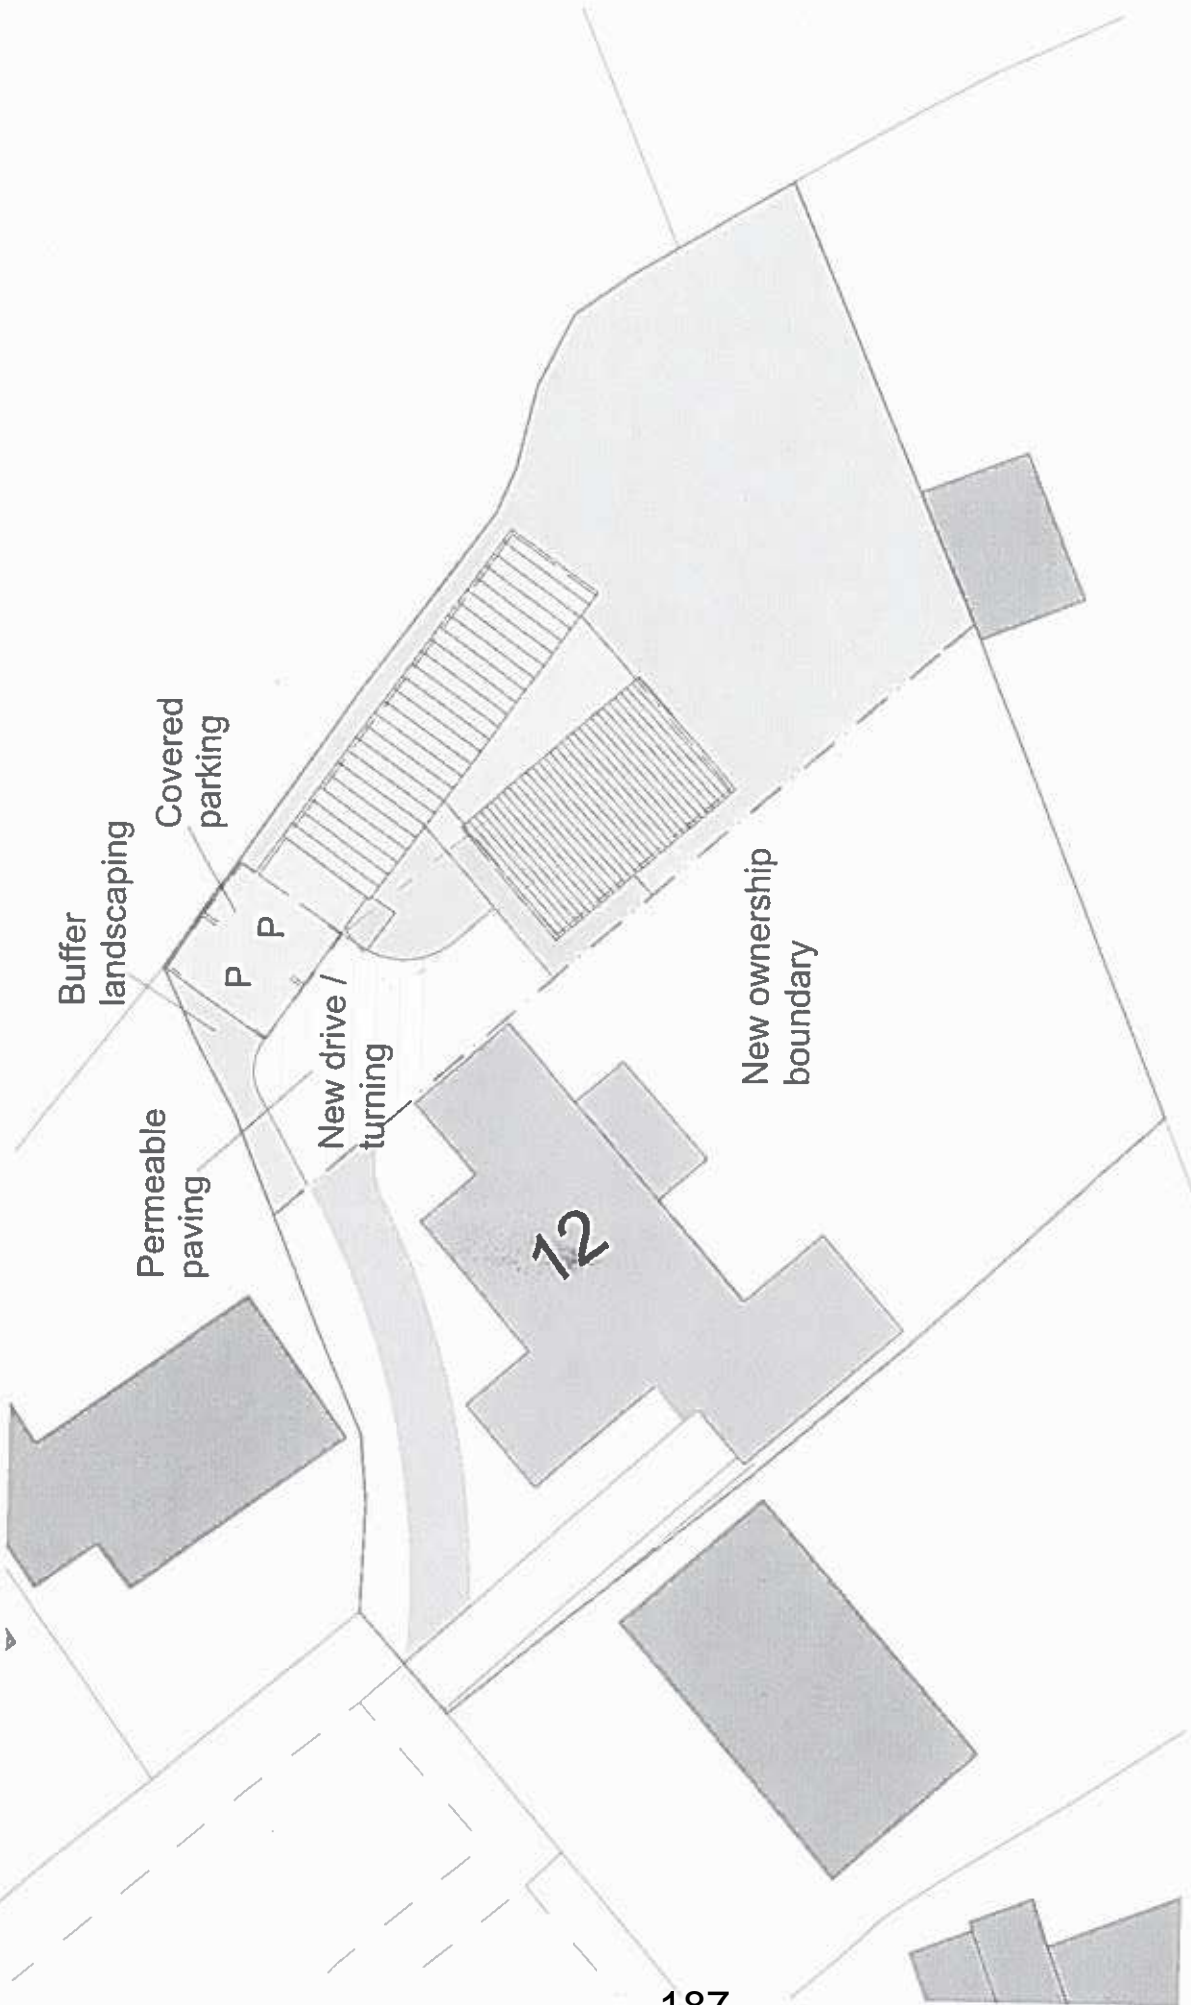 Buffer
landscaping
Covered
parking
P
P
Permeable
paving
New drive /
turning
New ownership
boundary
12
187